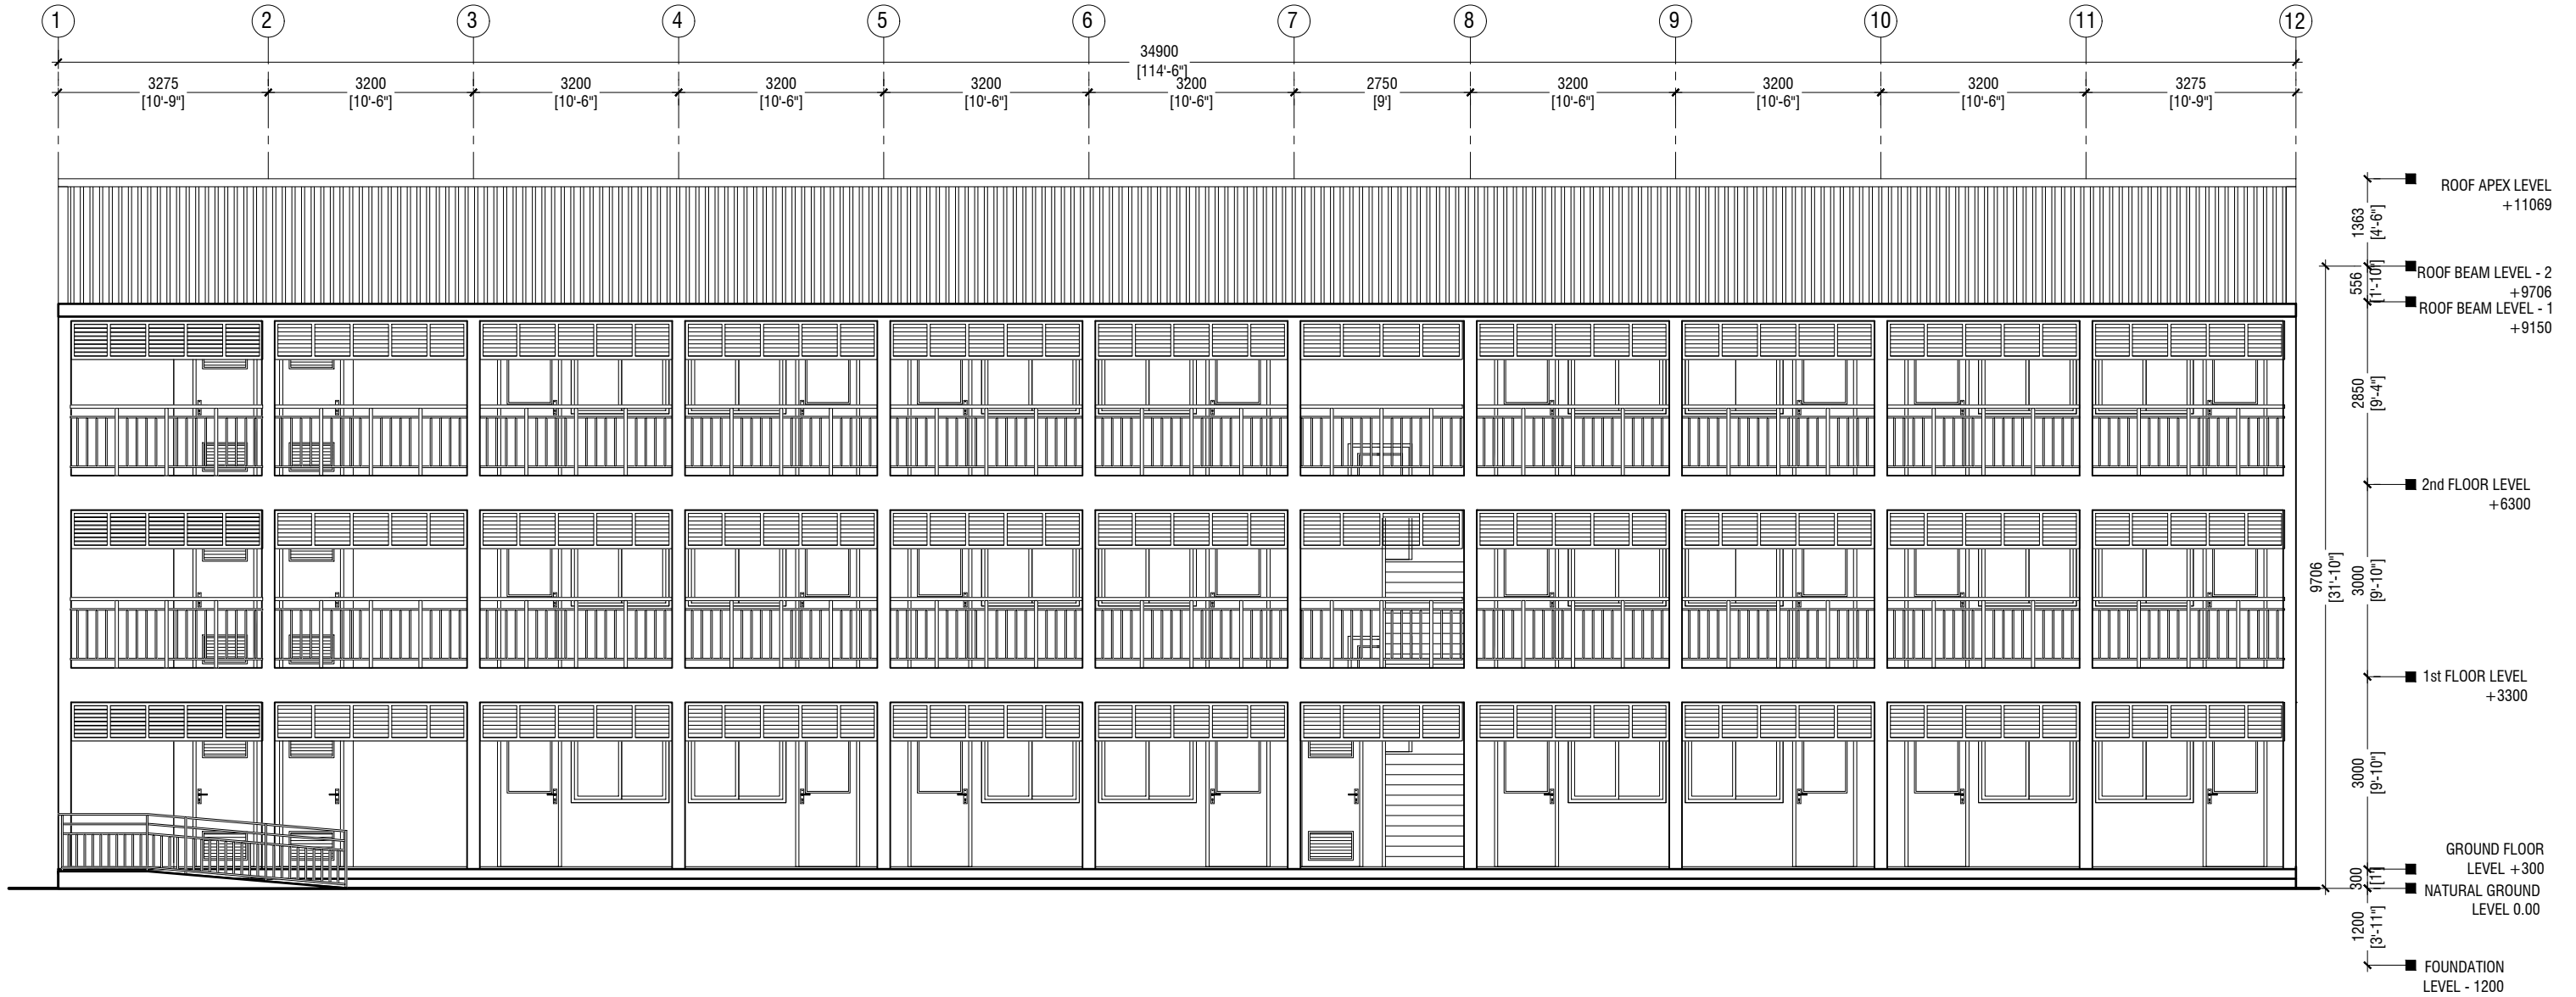 1 2 3 4 5 6 7 8 9 10 11 12
34900
[114'-6"]
3275 3200 3200 3200 3200 3200 2750 3200 3200 3200 3275
[10'-9"] [10'-6"] [10'-6"] [10'-6"] [10'-6"] [10'-6"] [9'] [10'-6"] [10'-6"] [10'-6"] [10'-9"]
ROOF APEX LEVEL
+11069
1363
[4'-6"]
ROOF BEAM LEVEL - 2
+9706
556
[1'-10"]
ROOF BEAM LEVEL - 1
+9150
2850
[9'-4"]
2nd FLOOR LEVEL
+6300
9706
[31'-10"]
3000
[9'-10"]
1st FLOOR LEVEL
+3300
3000
[9'-10"]
GROUND FLOOR
LEVEL +300
300
[1']
NATURAL GROUND
LEVEL 0.00
1200
[3'-11"]
FOUNDATION
LEVEL - 1200